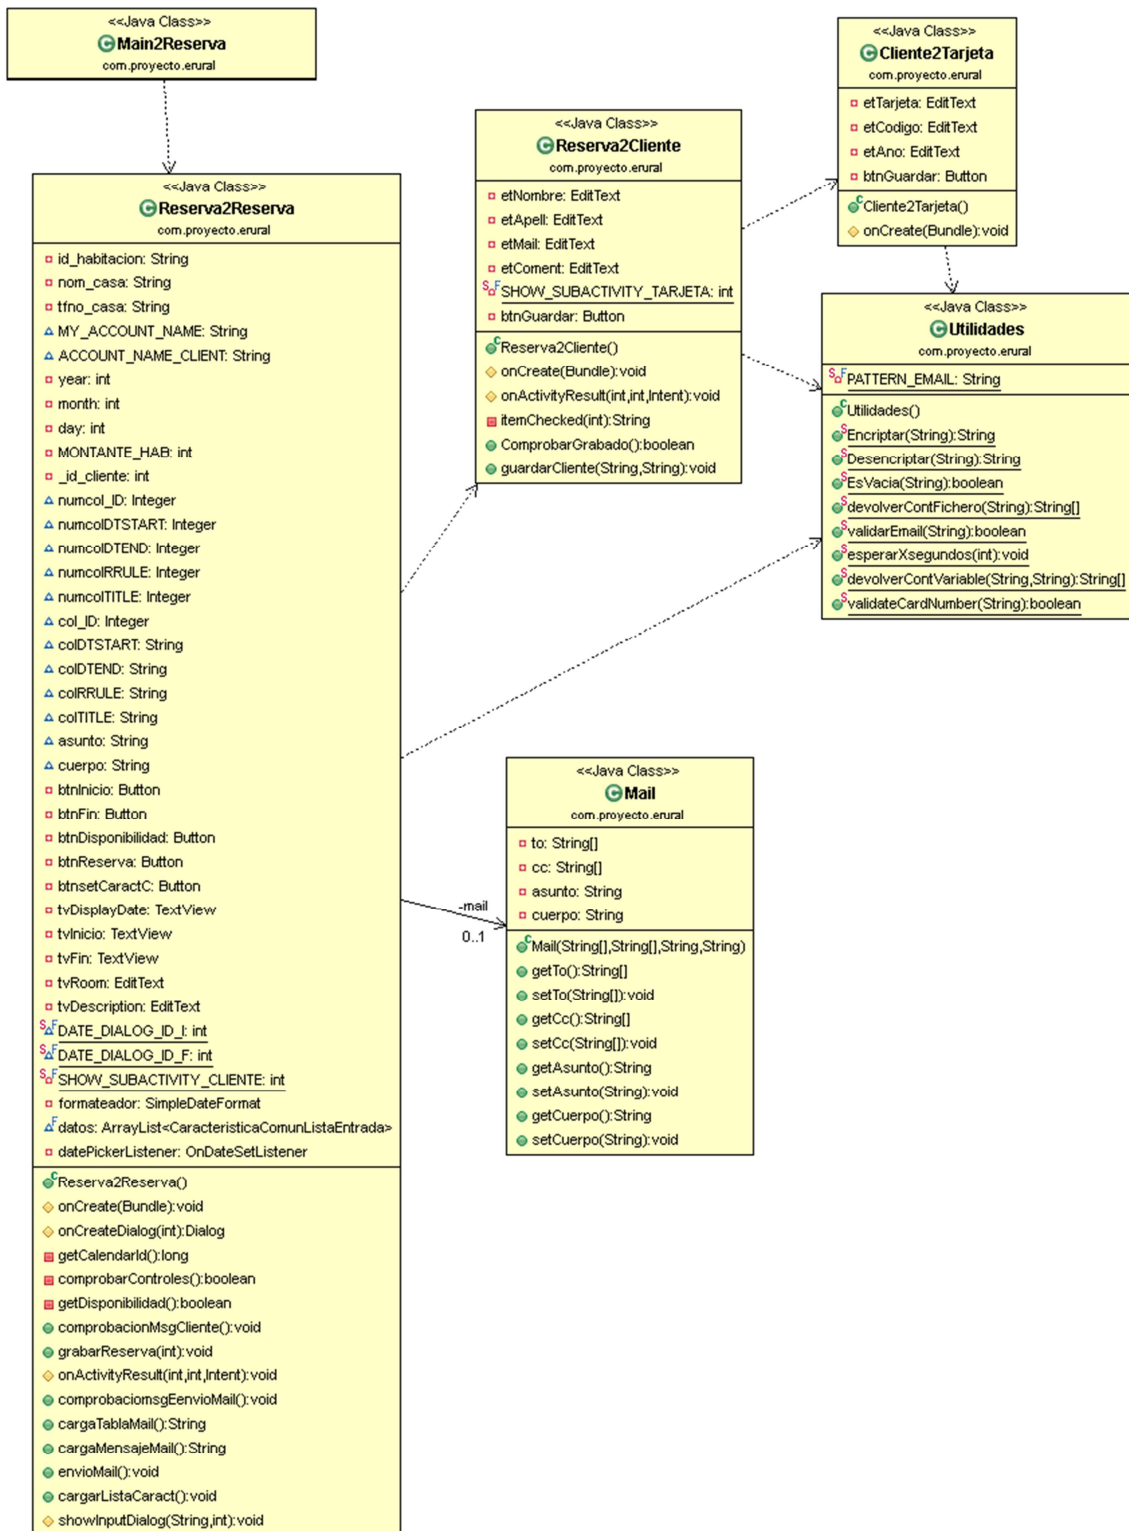 <<Java Class>>
Main2Reserva
com.proyecto.erural
<<Java Class>>
Reserva2Reserva
com.proyecto.erural
id_habitacion: String
nom_casa: String
tfno_casa: String
MY_ACCOUNT_NAME: String
ACCOUNT_NAME_CLIENT: String
year: int
month: int
day: int
MONTANTE_HAB: int
_id_cliente: int
numcol_ID: Integer
numcolDTSTART: Integer
numcolDTEND: Integer
numcolRRULE: Integer
numcolTITLE: Integer
col_ID: Integer
colDTSTART: String
colDTEND: String
colRRULE: String
colTITLE: String
asunto: String
cuerpo: String
btnInicio: Button
btnFin: Button
btnDisponibilidad: Button
btnReserva: Button
btnsetCaractC: Button
tvDisplayDate: TextView
tvInicio: TextView
tvFin: TextView
tvRoom: EditText
tvDescription: EditText
DATE_DIALOG_ID_I: int
DATE_DIALOG_ID_F: int
SHOW_SUBACTIVITY_CLIENTE: int
formateador: SimpleDateFormat
datos: ArrayList<CaracteristicaComunListaEntrada>
datePickerListener: OnDateSetListener
Reserva2Reserva()
onCreate(Bundle):void
onCreateDialog(int):Dialog
getCalendarId():long
comprobarControles():boolean
getDisponibilidad():boolean
comprobacionMsgCliente():void
grabarReserva(int):void
onActivityResult(int,int,Intent):void
comprobaciomsgEenvioMail():void
cargaTablaMail():String
cargaMensajeMail():String
envioMail():void
cargarListaCaract():void
showInputDialog(String,int):void
<<Java Class>>
Reserva2Cliente
com.proyecto.erural
etNombre: EditText
etApell: EditText
etMail: EditText
etComent: EditText
SHOW_SUBACTIVITY_TARJETA: int
btnGuardar: Button
Reserva2Cliente()
onCreate(Bundle):void
onActivityResult(int,int,Intent):void
itemChecked(int):String
ComprobarGrabado():boolean
guardarCliente(String,String):void
<<Java Class>>
Cliente2Tarjeta
com.proyecto.erural
etTarjeta: EditText
etCodigo: EditText
etAno: EditText
btnGuardar: Button
Cliente2Tarjeta()
onCreate(Bundle):void
<<Java Class>>
Utilidades
com.proyecto.erural
PATTERN_EMAIL: String
Utilidades()
Encriptar(String):String
Desencriptar(String):String
EsVacia(String):boolean
devolverContFichero(String):String[]
validarEmail(String):boolean
esperarXsegundos(int):void
devolverContVariable(String,String):String[]
validateCardNumber(String):boolean
-mail
0..1
<<Java Class>>
Mail
com.proyecto.erural
to: String[]
cc: String[]
asunto: String
cuerpo: String
Mail(String[],String[],String,String)
getTo():String[]
setTo(String[]):void
getCc():String[]
setCc(String[]):void
getAsunto():String
setAsunto(String):void
getCuerpo():String
setCuerpo(String):void